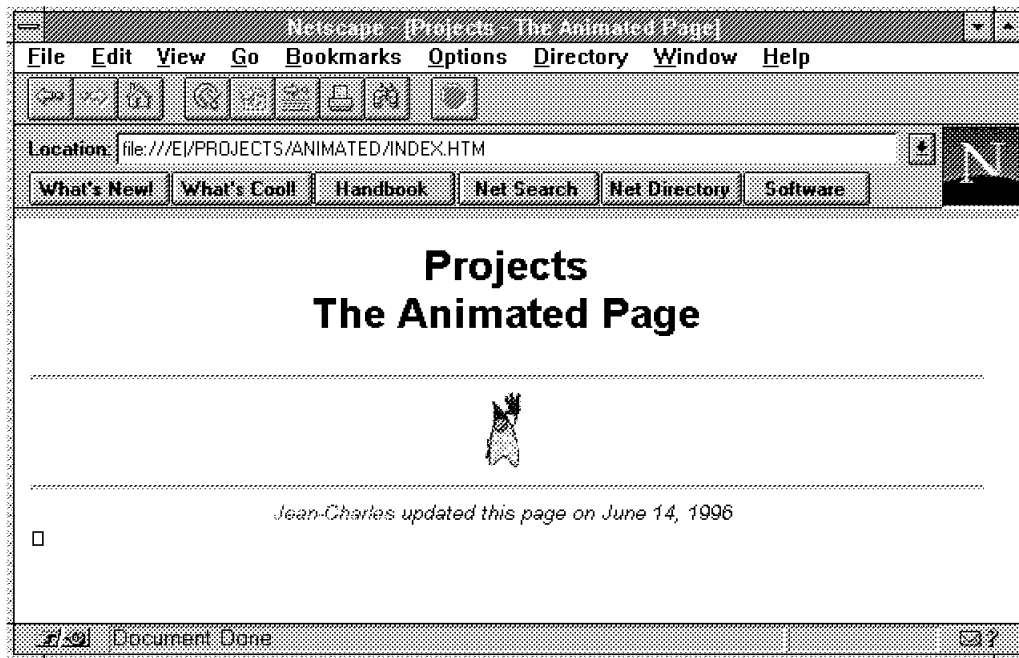 Netscape - [Projects - The Animated Page]
File Edit View Go Bookmarks Options Directory Window Help
Location: file:///E|/PROJECTS/ANIMATED/INDEX.HTM
N
What's New! What's Cool! Handbook Net Search Net Directory Software
Projects
The Animated Page
Jean-Charles updated this page on June 14, 1996
Document Done
?